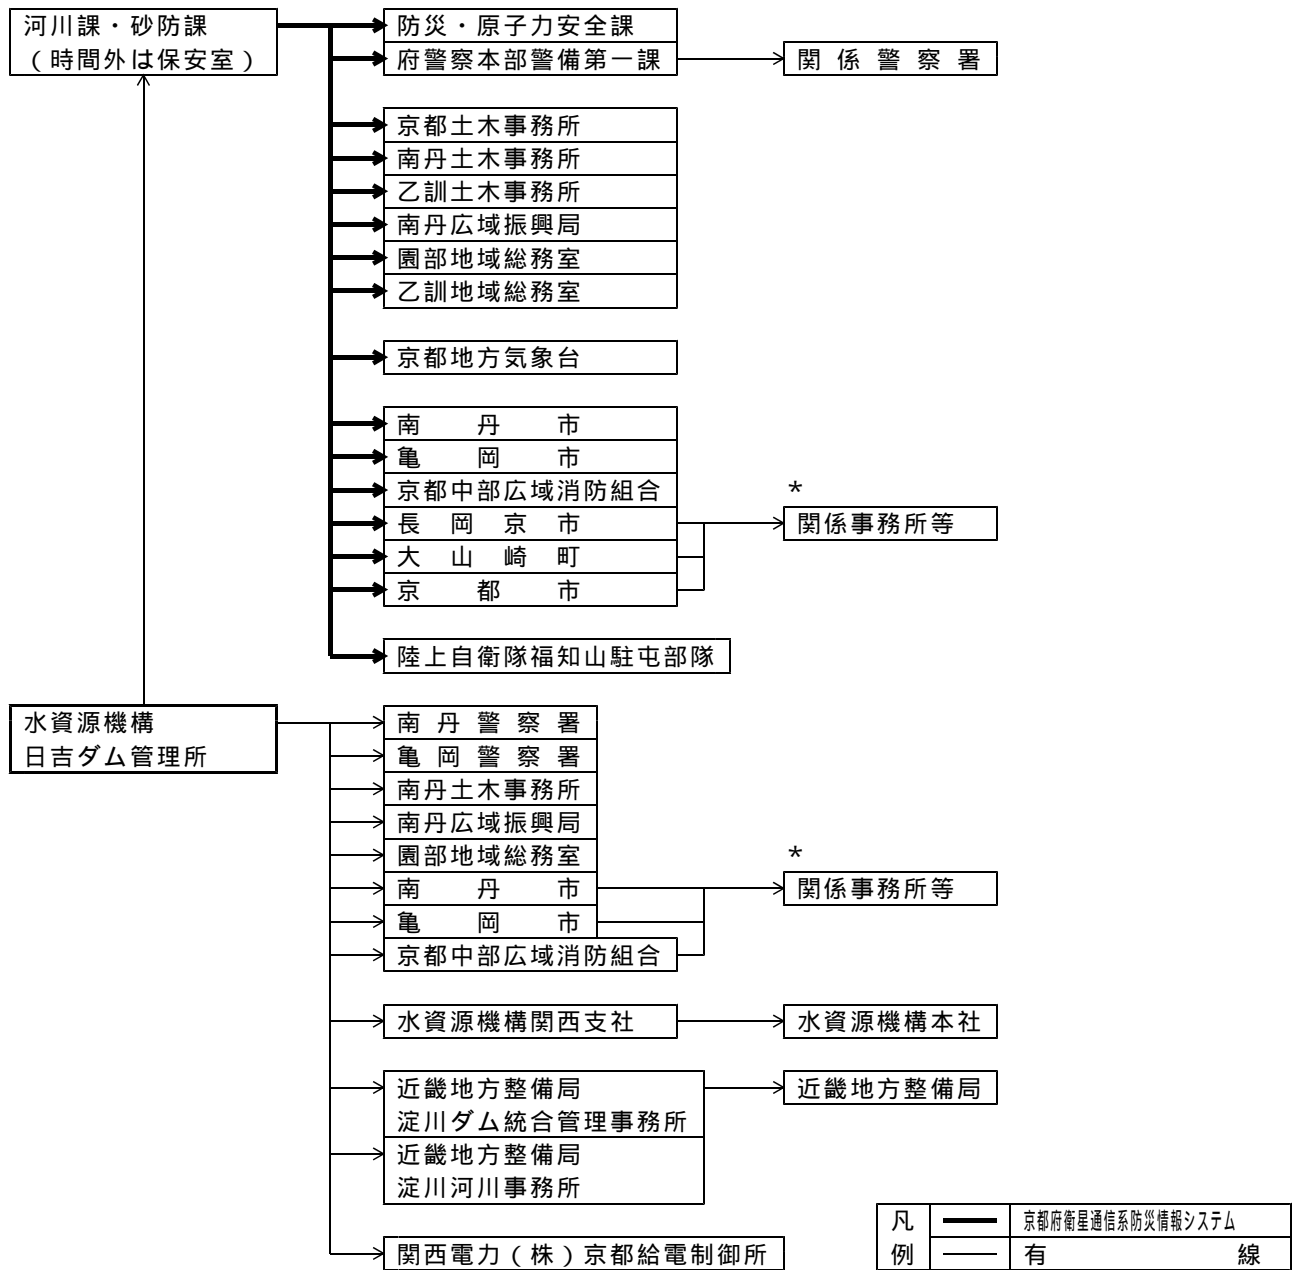 河川課・砂防課
(時間外は保安室)
防災・原子力安全課
府警察本部警備第一課
関係警察署
京都土木事務所
南丹土木事務所
乙訓土木事務所
南丹広域振興局
園部地域総務室
乙訓地域総務室
京都地方気象台
南丹市
亀岡市
京都中部広域消防組合
長岡京市
大山崎町
京都市
*
関係事務所等
陸上自衛隊福知山駐屯部隊
水資源機構
日吉ダム管理所
南丹警察署
亀岡警察署
南丹土木事務所
南丹広域振興局
園部地域総務室
南丹市
亀岡市
京都中部広域消防組合
*
関係事務所等
水資源機構関西支社
水資源機構本社
近畿地方整備局
淀川ダム統合管理事務所
近畿地方整備局
近畿地方整備局
淀川河川事務所
関西電力(株)京都給電制御所
凡例
京都府衛星通信系防災情報システム
有線